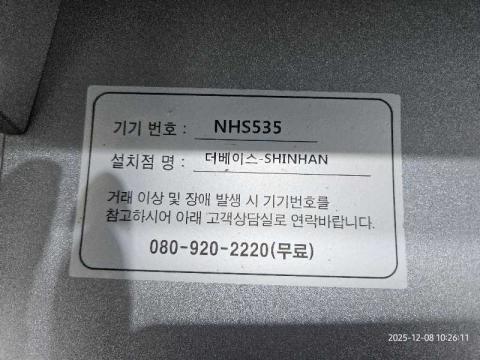 기기 번호 : NHS535
설치점 명 : 더베이스-SHINHAN
거래 이상 및 장애 발생 시 기기번호를
참고하시어 아래 고객상담실로 연락바랍니다.
080-920-2220(무료)
2025-12-08 10:26:11